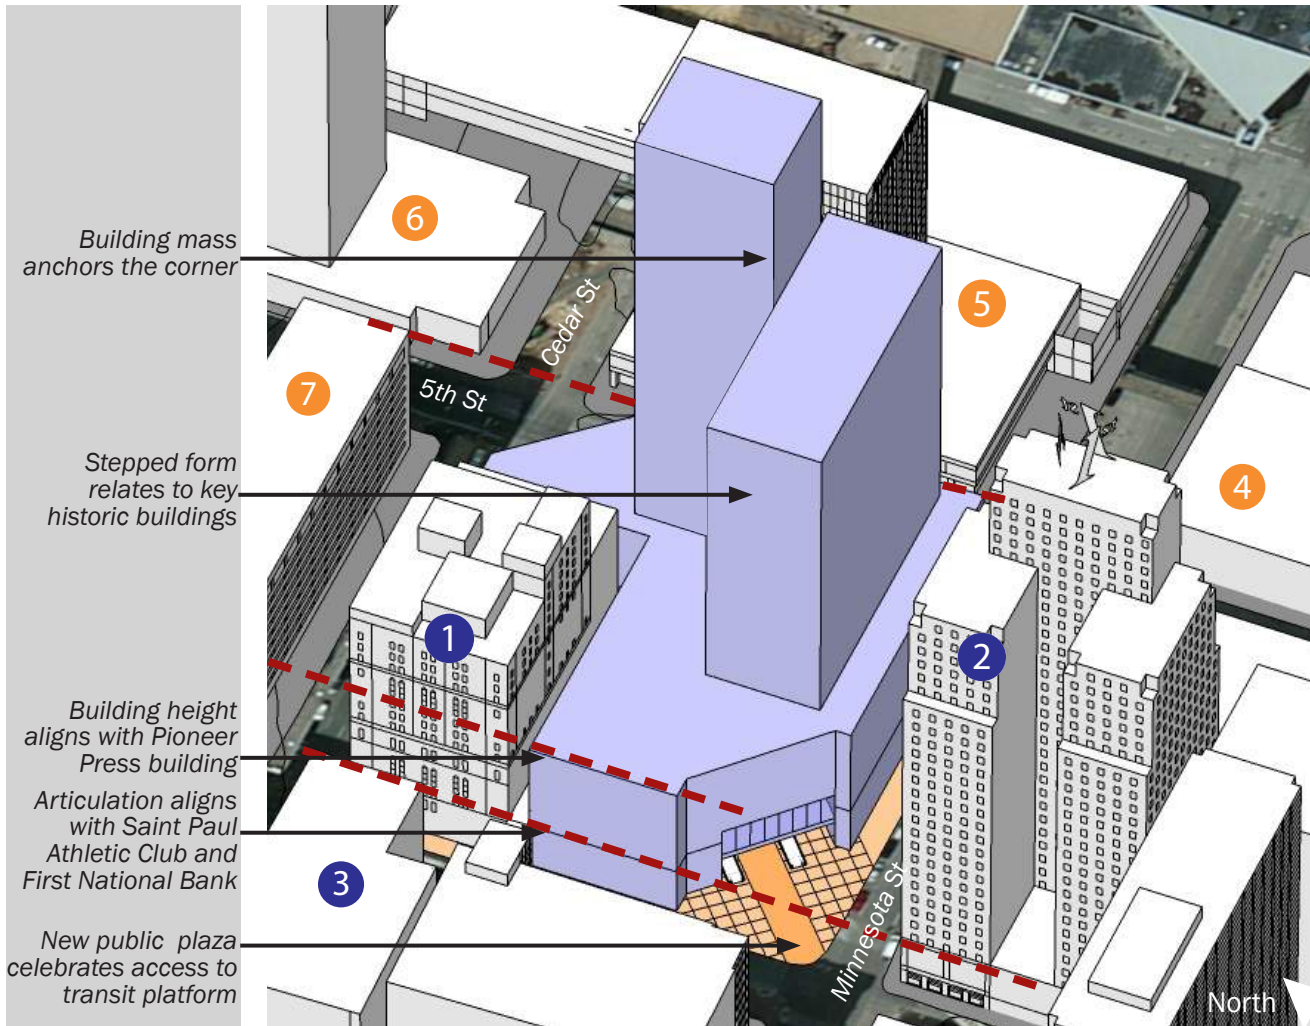 Building mass
anchors the corner
Stepped form
relates to key
historic buildings
Building height
aligns with Pioneer
Press building
Articulation aligns
with Saint Paul
Athletic Club and
First National Bank
New public plaza
celebrates access to
transit platform
6
Cedar St
5
7
5th St
4
1
2
3
Minnesota St
North